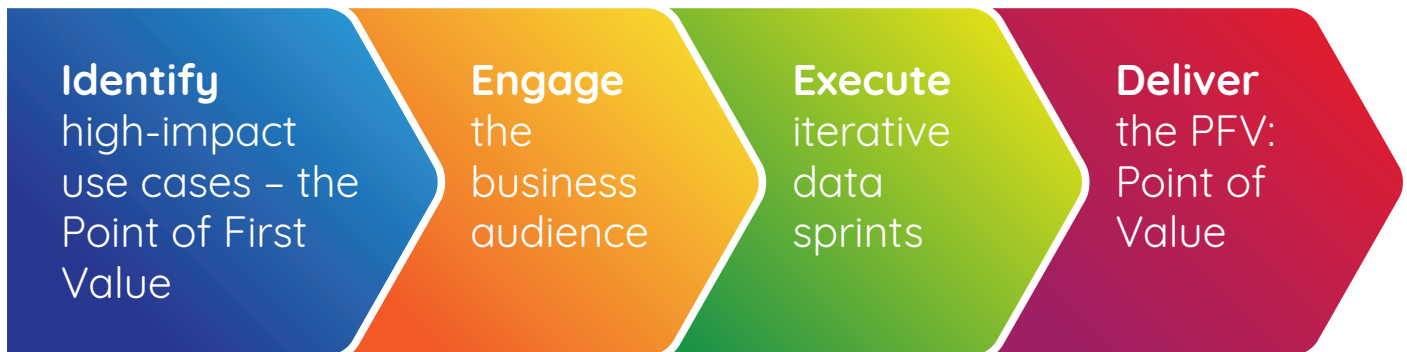 Identify
high-impact
use cases – the
Point of First
Value
Engage
the
business
audience
Execute
iterative
data
sprints
Deliver
the PFV:
Point of
Value